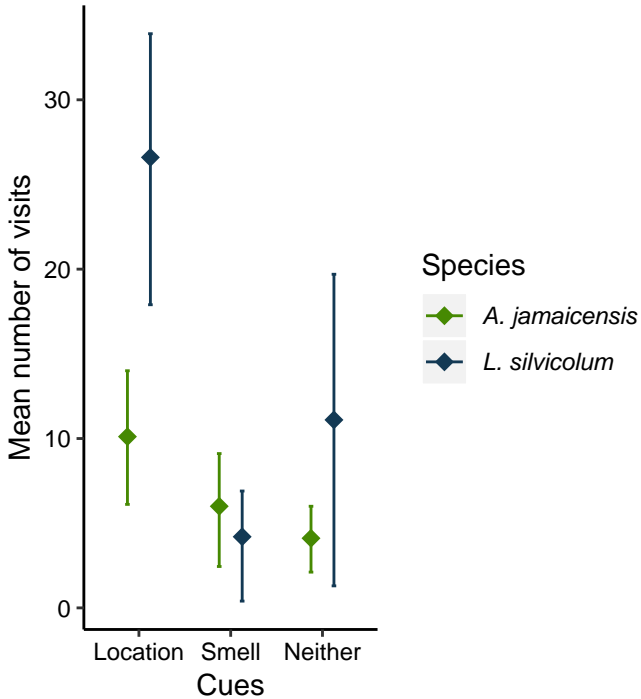 Mean number of visits
30
20
10
0
Location Smell Neither
Cues
Species
A. jamaicensis
L. silvicolum